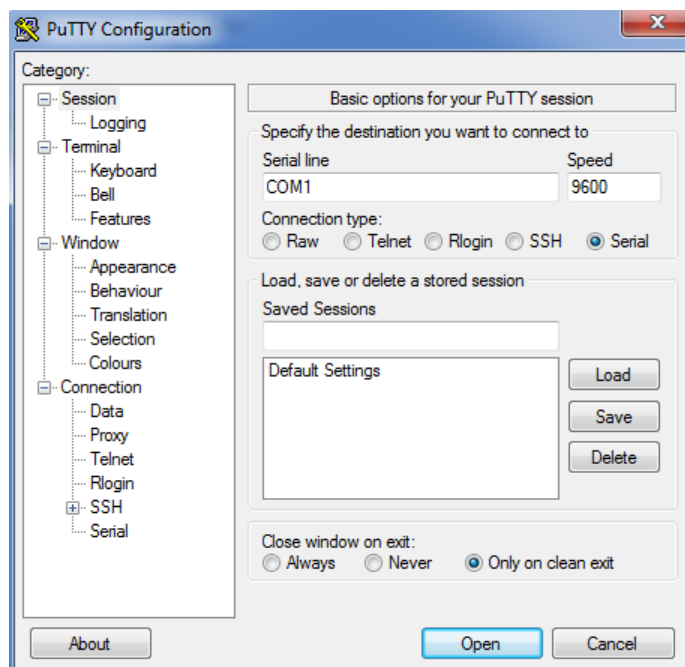 PuTTY Configuration
Category:
Session
Logging
Terminal
Keyboard
Bell
Features
Window
Appearance
Behaviour
Translation
Selection
Colours
Connection
Data
Proxy
Telnet
Rlogin
SSH
Serial
Basic options for your PuTTY session
Specify the destination you want to connect to
Serial line Speed
COM1 9600
Connection type:
Raw Telnet Rlogin SSH Serial
Load, save or delete a stored session
Saved Sessions
Default Settings
Load
Save
Delete
Close window on exit:
Always Never Only on clean exit
About Open Cancel